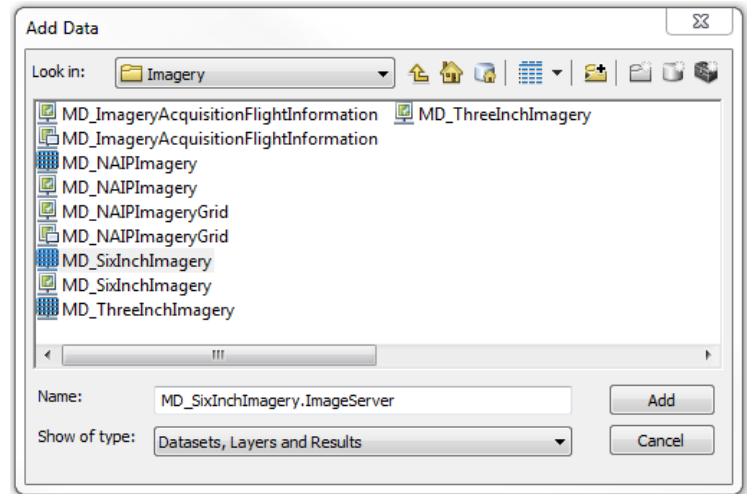 Add Data
Look in: Imagery
MD_ImageryAcquisitionFlightInformation MD_ThreeInchImagery
MD_ImageryAcquisitionFlightInformation
MD_NAIPImagery
MD_NAIPImagery
MD_NAIPImageryGrid
MD_NAIPImageryGrid
MD_SixInchImagery
MD_SixInchImagery
MD_ThreeInchImagery
Name: MD_SixInchImagery.ImageServer Add
Show of type: Datasets, Layers and Results Cancel